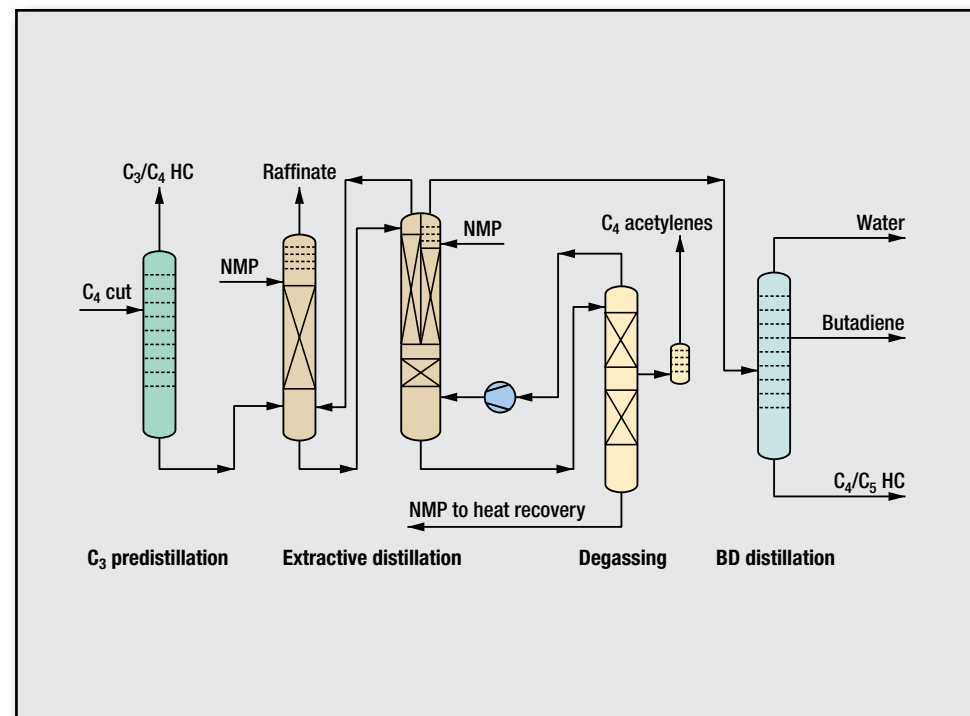 C₃/C₄ HC
Raffinate
C₄ acetylenes
Water
NMP
C₄ cut
NMP
Butadiene
C₄/C₅ HC
NMP to heat recovery
C₃ predistillation
Extractive distillation
Degassing
BD distillation